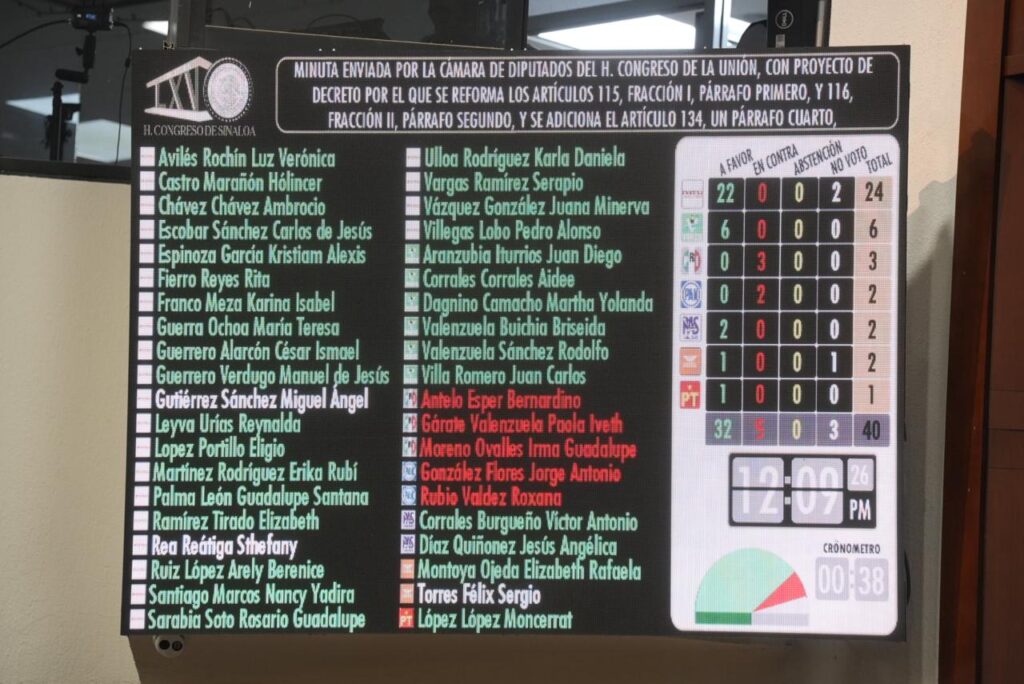 LXV
H. CONGRESO DE SINALOA
MINUTA ENVIADA POR LA CÁMARA DE DIPUTADOS DEL H. CONGRESO DE LA UNIÓN, CON PROYECTO DE
DECRETO POR EL QUE SE REFORMA LOS ARTÍCULOS 115, FRACCIÓN I, PÁRRAFO PRIMERO, Y 116,
FRACCIÓN II, PÁRRAFO SEGUNDO, Y SE ADICIONA EL ARTÍCULO 134, UN PÁRRAFO CUARTO,
Avilés Rochín Luz Verónica
Castro Marañón Hólincer
Chávez Chávez Ambrocio
Escobar Sánchez Carlos de Jesús
Espinoza García Kristiam Alexis
Fierro Reyes Rita
Franco Meza Karina Isabel
Guerra Ochoa María Teresa
Guerrero Alarcón César Ismael
Guerrero Verdugo Manuel de Jesús
Gutiérrez Sánchez Miguel Ángel
Leyva Urías Reynalda
Lopez Portillo Eligio
Martínez Rodríguez Erika Rubí
Palma León Guadalupe Santana
Ramírez Tirado Elizabeth
Rea Reátiga Sthefany
Ruiz López Arely Berenice
Santiago Marcos Nancy Yadira
Sarabia Soto Rosario Guadalupe
Ulloa Rodríguez Karla Daniela
Vargas Ramírez Serapio
Vázquez González Juana Minerva
Villegas Lobo Pedro Alonso
Aranzubia Iturrios Juan Diego
Corrales Corrales Aidee
Dagnino Camacho Martha Yolanda
Valenzuela Buichia Briseida
Valenzuela Sánchez Rodolfo
Villa Romero Juan Carlos
Antelo Esper Bernardino
Gárate Valenzuela Paola Iveth
Moreno Ovalles Irma Guadalupe
González Flores Jorge Antonio
Rubio Valdez Roxana
Corrales Burgueño Victor Antonio
Díaz Quiñonez Jesús Angélica
Montoya Ojeda Elizabeth Rafaela
Torres Félix Sergio
PT López López Moncerrat
A FAVOR EN CONTRA ABSTENCIÓN NO VOTO TOTAL
22 0 0 2 24
6 0 0 0 6
0 3 0 0 3
PAN 0 2 0 0 2
PAS 2 0 0 0 2
1 0 0 1 2
PT 1 0 0 0 1
32 5 0 3 40
12:09 26 PM
CRÓNOMETRO
00:38